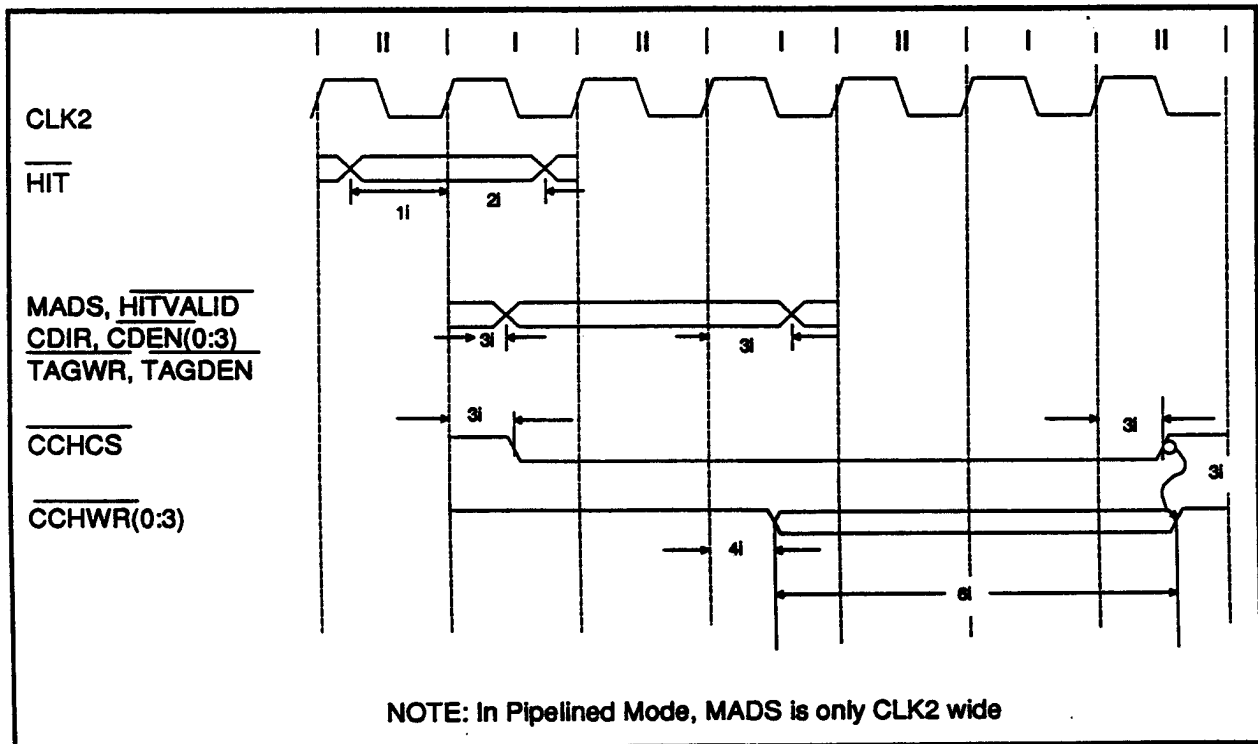 II I II I II I II
CLK2
HIT
1i 2i
MADS, HITVALID
CDIR, CDEN(0:3)
3i 3i
TAGWR, TAGDEN
3i 3i
CCHCS
3i
CCHWR(0:3)
4i
6i
NOTE: In Pipelined Mode, MADS is only CLK2 wide